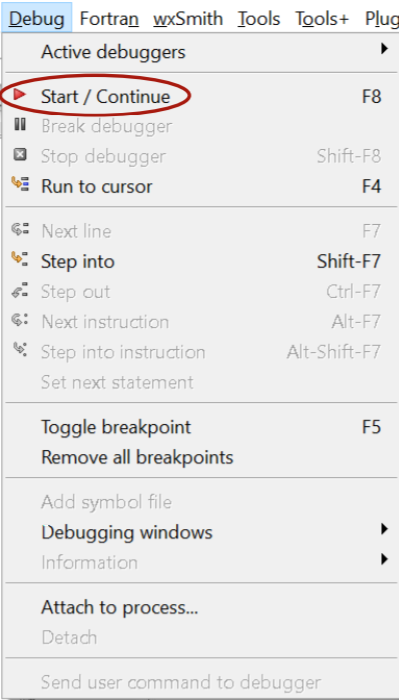 Debug Fortran wxSmith Tools Tools+ Plug
Active debuggers
Start / Continue F8
Break debugger
Stop debugger Shift-F8
Run to cursor F4
Next line F7
Step into Shift-F7
Step out Ctrl-F7
Next instruction Alt-F7
Step into instruction Alt-Shift-F7
Set next statement
Toggle breakpoint F5
Remove all breakpoints
Add symbol file
Debugging windows
Information
Attach to process...
Detach
Send user command to debugger